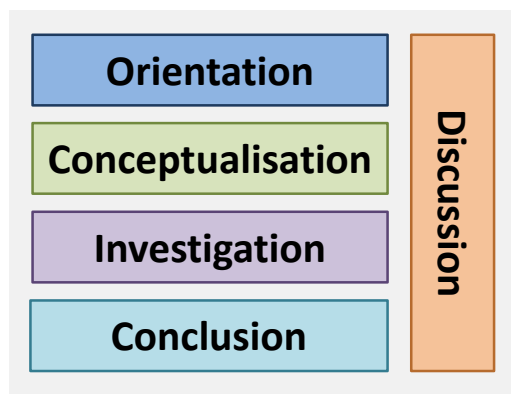 Orientation
Conceptualisation
Investigation
Conclusion
Discussion